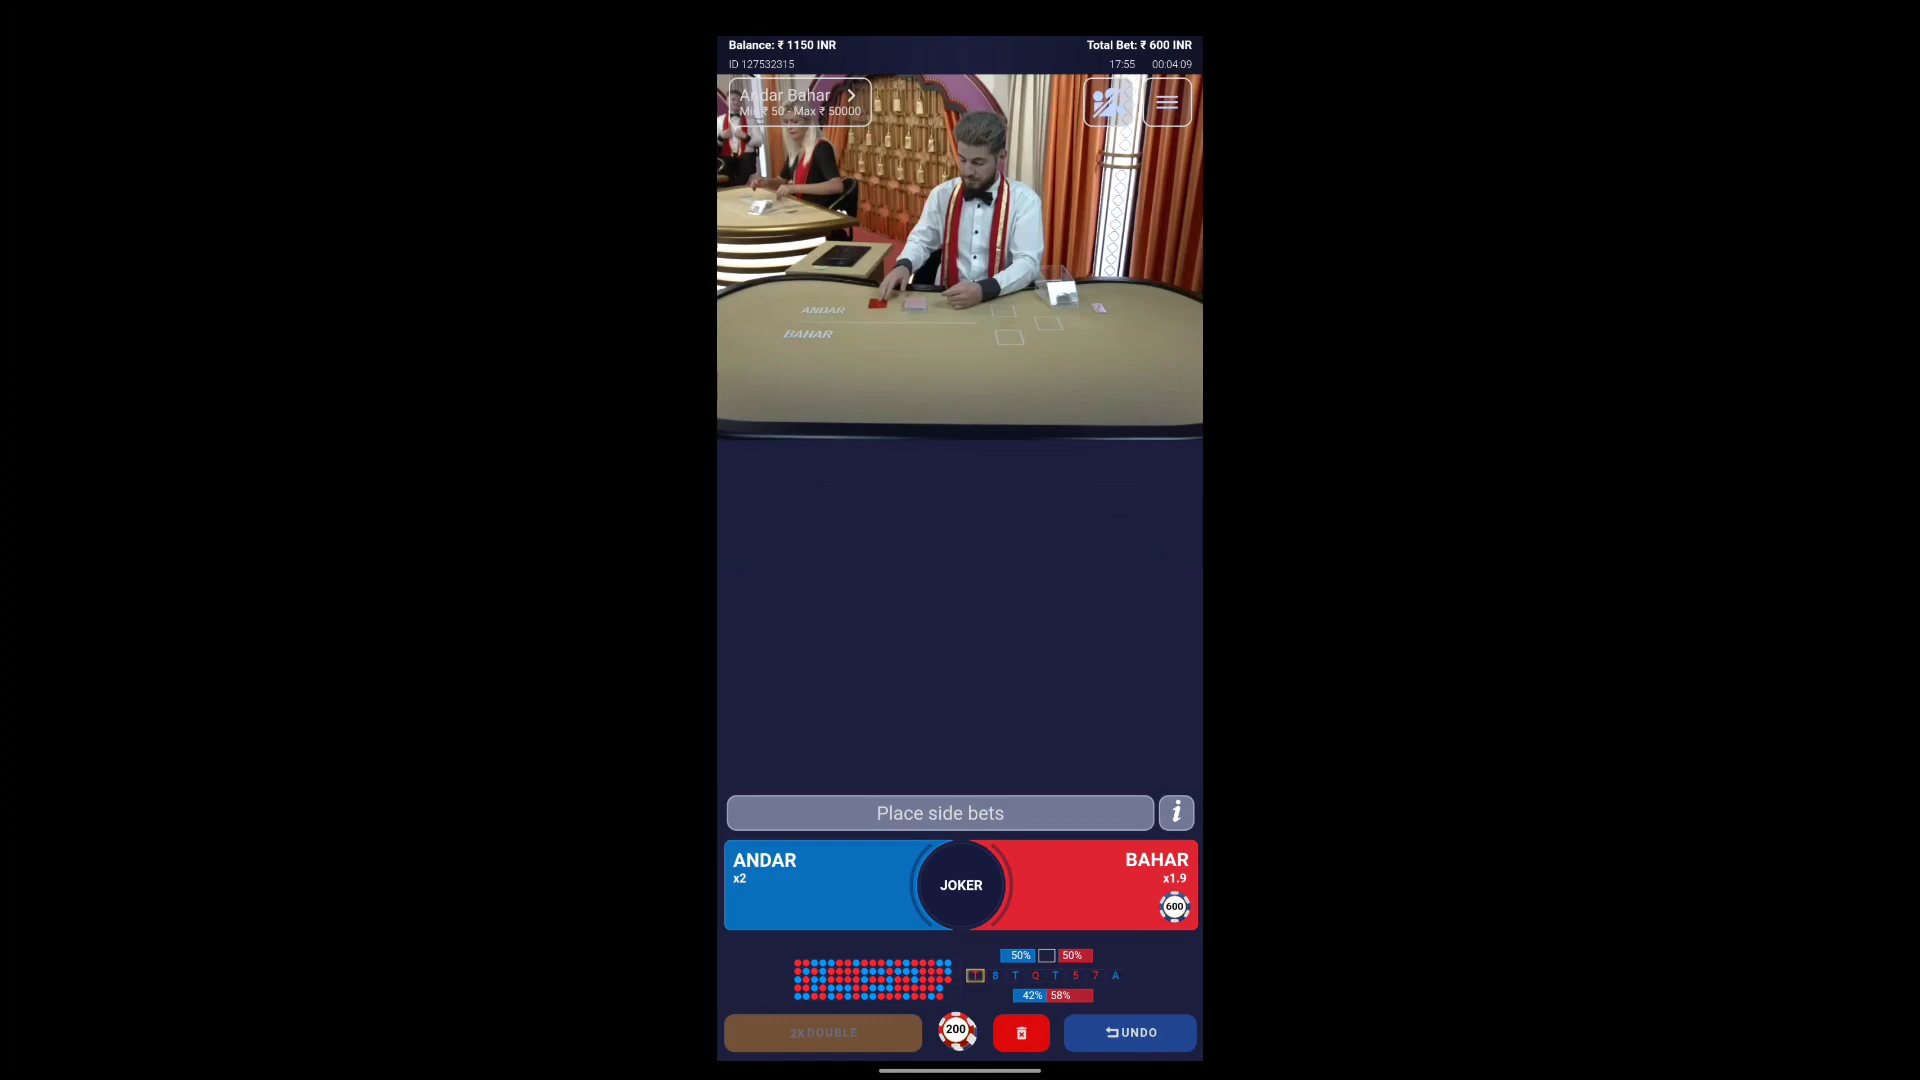 Balance: ₹ 1150 INR
Total Bet: ₹ 600 INR
ID 127532315
17:55
00:04:09
Andar Bahar
Min ₹ 50 - Max ₹ 50000
ANDAR
BAHAR
Place side bets
i
ANDAR
x2
JOKER
BAHAR
x1.9
600
50%
50%
8 T Q T 5 7 A
42%
58%
2X DOUBLE
200
UNDO